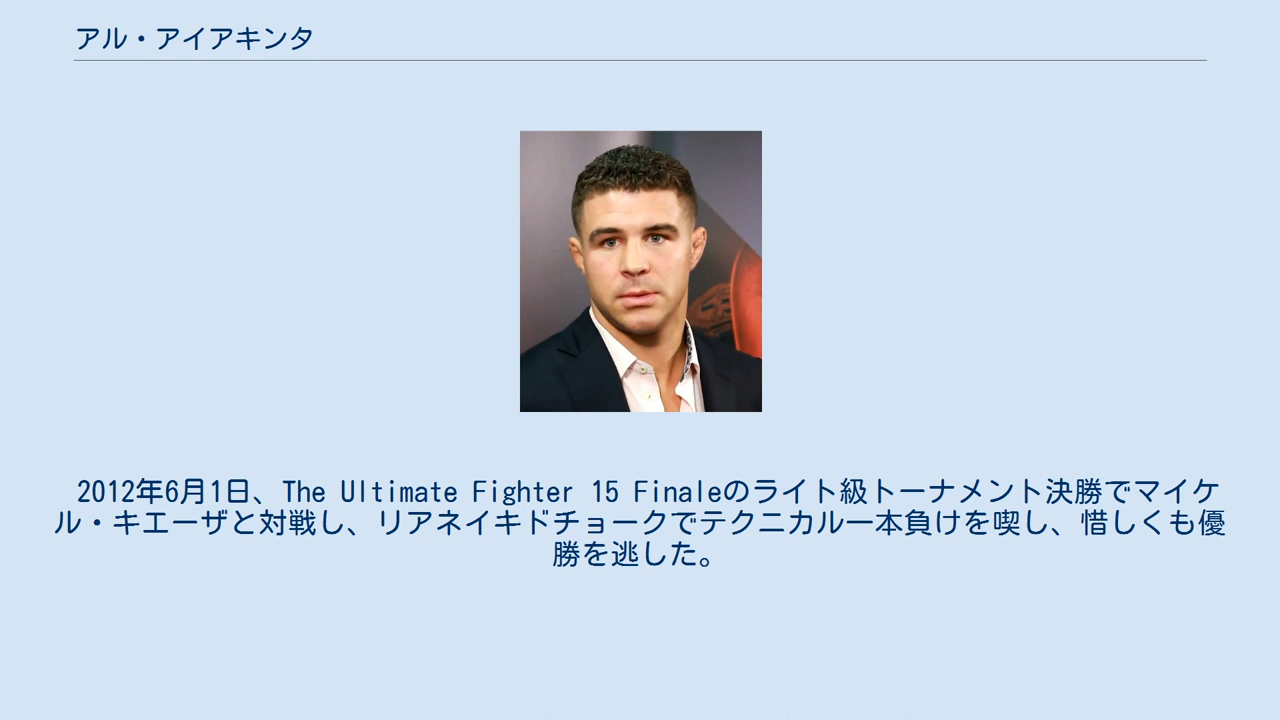 アル・アイアキンタ
2012年6月1日、The Ultimate Fighter 15 Finaleのライト級トーナメント決勝でマイケ
ル・キエーザと対戦し、リアネイキドチョークでテクニカル一本負けを喫し、惜しくも優
勝を逃した。